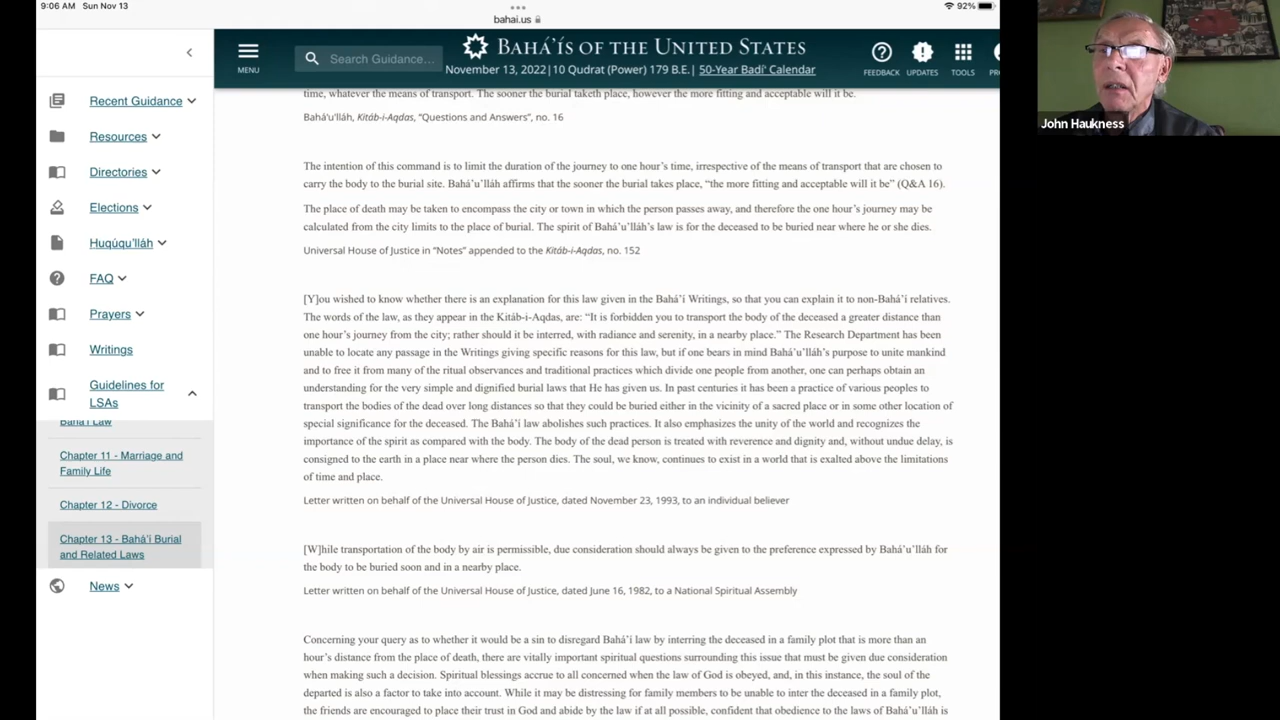 9:06 AM Sun Nov 13
bahai.us
92%
BAHÁ'ÍS OF THE UNITED STATES
MENU
Search Guidance...
November 13, 2022|10 Qudrat (Power) 179 B.E.| 50-Year Badí' Calendar
FEEDBACK
UPDATES
TOOLS
Recent Guidance
Resources
Directories
Elections
Huqúqu'lláh
FAQ
Prayers
Writings
Guidelines for
LSAs
Bahá'í Law
Chapter 11 - Marriage and
Family Life
Chapter 12 - Divorce
Chapter 13 - Bahá'í Burial
and Related Laws
News
time, whatever the means of transport. The sooner the burial taketh place, however the more fitting and acceptable will it be.
Bahá'u'lláh, Kitáb-i-Aqdas, "Questions and Answers", no. 16
The intention of this command is to limit the duration of the journey to one hour's time, irrespective of the means of transport that are chosen to
carry the body to the burial site. Bahá'u'lláh affirms that the sooner the burial takes place, "the more fitting and acceptable will it be" (Q&A 16).
The place of death may be taken to encompass the city or town in which the person passes away, and therefore the one hour's journey may be
calculated from the city limits to the place of burial. The spirit of Bahá'u'lláh's law is for the deceased to be buried near where he or she dies.
Universal House of Justice in "Notes" appended to the Kitáb-i-Aqdas, no. 152
[Y]ou wished to know whether there is an explanation for this law given in the Bahá'í Writings, so that you can explain it to non-Bahá'í relatives.
The words of the law, as they appear in the Kitáb-i-Aqdas, are: "It is forbidden you to transport the body of the deceased a greater distance than
one hour's journey from the city; rather should it be interred, with radiance and serenity, in a nearby place." The Research Department has been
unable to locate any passage in the Writings giving specific reasons for this law, but if one bears in mind Bahá'u'lláh's purpose to unite mankind
and to free it from many of the ritual observances and traditional practices which divide one people from another, one can perhaps obtain an
understanding for the very simple and dignified burial laws that He has given us. In past centuries it has been a practice of various peoples to
transport the bodies of the dead over long distances so that they could be buried either in the vicinity of a sacred place or in some other location of
special significance for the deceased. The Bahá'í law abolishes such practices. It also emphasizes the unity of the world and recognizes the
importance of the spirit as compared with the body. The body of the dead person is treated with reverence and dignity and, without undue delay, is
consigned to the earth in a place near where the person dies. The soul, we know, continues to exist in a world that is exalted above the limitations
of time and place.
Letter written on behalf of the Universal House of Justice, dated November 23, 1993, to an individual believer
[W]hile transportation of the body by air is permissible, due consideration should always be given to the preference expressed by Bahá'u'lláh for
the body to be buried soon and in a nearby place.
Letter written on behalf of the Universal House of Justice, dated June 16, 1982, to a National Spiritual Assembly
Concerning your query as to whether it would be a sin to disregard Bahá'í law by interring the deceased in a family plot that is more than an
hour's distance from the place of death, there are vitally important spiritual questions surrounding this issue that must be given due consideration
when making such a decision. Spiritual blessings accrue to all concerned when the law of God is obeyed, and, in this instance, the soul of the
departed is also a factor to take into account. While it may be distressing for family members to be unable to inter the deceased in a family plot,
the friends are encouraged to place their trust in God and abide by the law if at all possible, confident that obedience to the laws of Bahá'u'lláh is
John Haukness